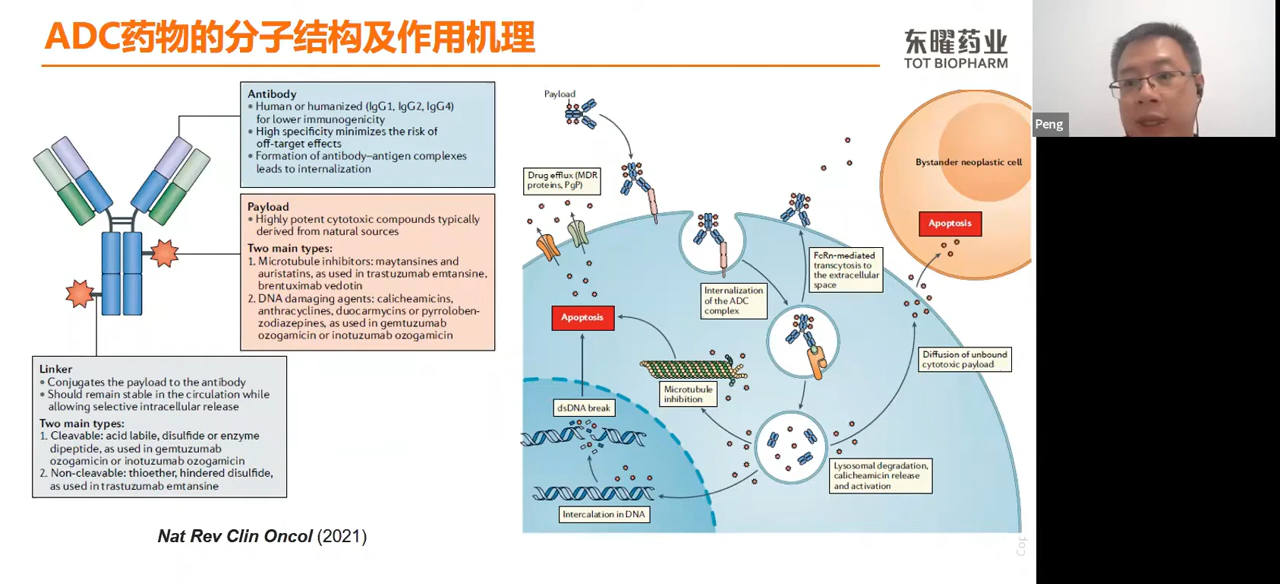 ADC药物的分子结构及作用机理
东曜药业
TOT BIOPHARM
Peng
Antibody
• Human or humanized (IgG1, IgG2, IgG4)
for lower immunogenicity
• High specificity minimizes the risk of
off-target effects
• Formation of antibody–antigen complexes
leads to internalization
Payload
• Highly potent cytotoxic compounds typically
derived from natural sources
Two main types:
1. Microtubule inhibitors: maytansines and
auristatins, as used in trastuzumab emtansine,
brentuximab vedotin
2. DNA damaging agents: calicheamicins,
anthracyclines, duocarmycins or pyrroloben-
zodiazepines, as used in gemtuzumab
ozogamicin or inotuzumab ozogamicin
Linker
• Conjugates the payload to the antibody
• Should remain stable in the circulation while
allowing selective intracellular release
Two main types:
1. Cleavable: acid labile, disulfide or enzyme
dipeptide, as used in gemtuzumab
ozogamicin or inotuzumab ozogamicin
2. Non-cleavable: thioether, hindered disulfide,
as used in trastuzumab emtansine
Nat Rev Clin Oncol (2021)
Payload
Drug efflux (MDR
proteins, PgP)
Bystander neoplastic cell
Apoptosis
FcRn-mediated
transcytosis to
the extracellular
space
Internalization
of the ADC
complex
Apoptosis
Diffusion of unbound
cytotoxic payload
Microtubule
inhibition
dsDNA break
Lysosomal degradation,
calicheamicin release
and activation
Intercalation in DNA